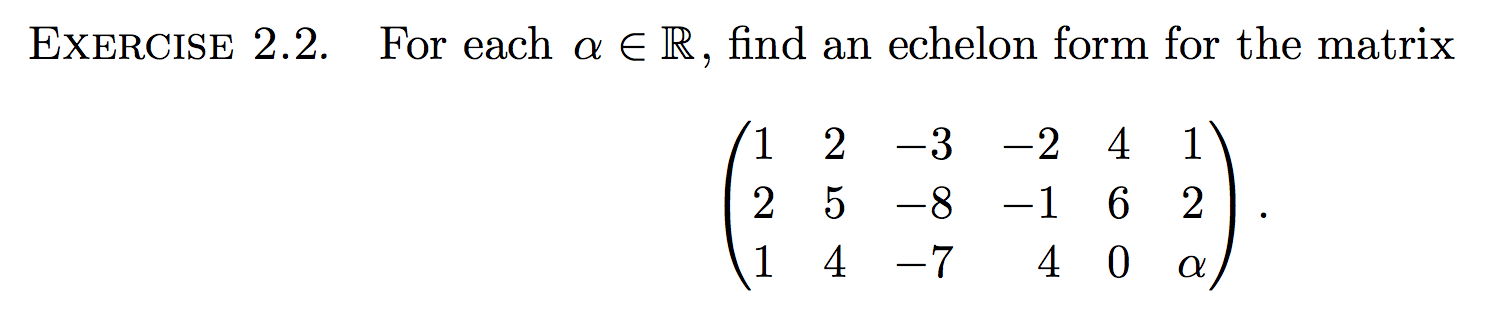 EXERCISE 2.2. For each α ∈ ℝ, find an echelon form for the matrix
1 2 −3 −2 4 1
2 5 −8 −1 6 2
1 4 −7 4 0 α
.